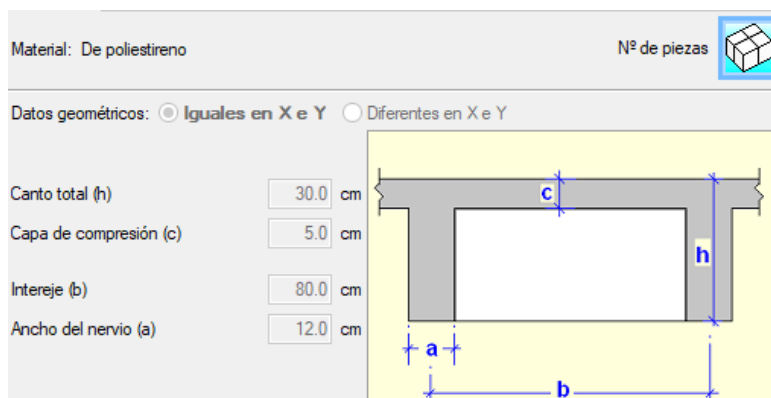 Material: De poliestireno
Nº de piezas
Datos geométricos: Iguales en X e Y Diferentes en X e Y
Canto total (h) 30.0 cm
Capa de compresión (c) 5.0 cm
Intereje (b) 80.0 cm
Ancho del nervio (a) 12.0 cm
c
h
a
b